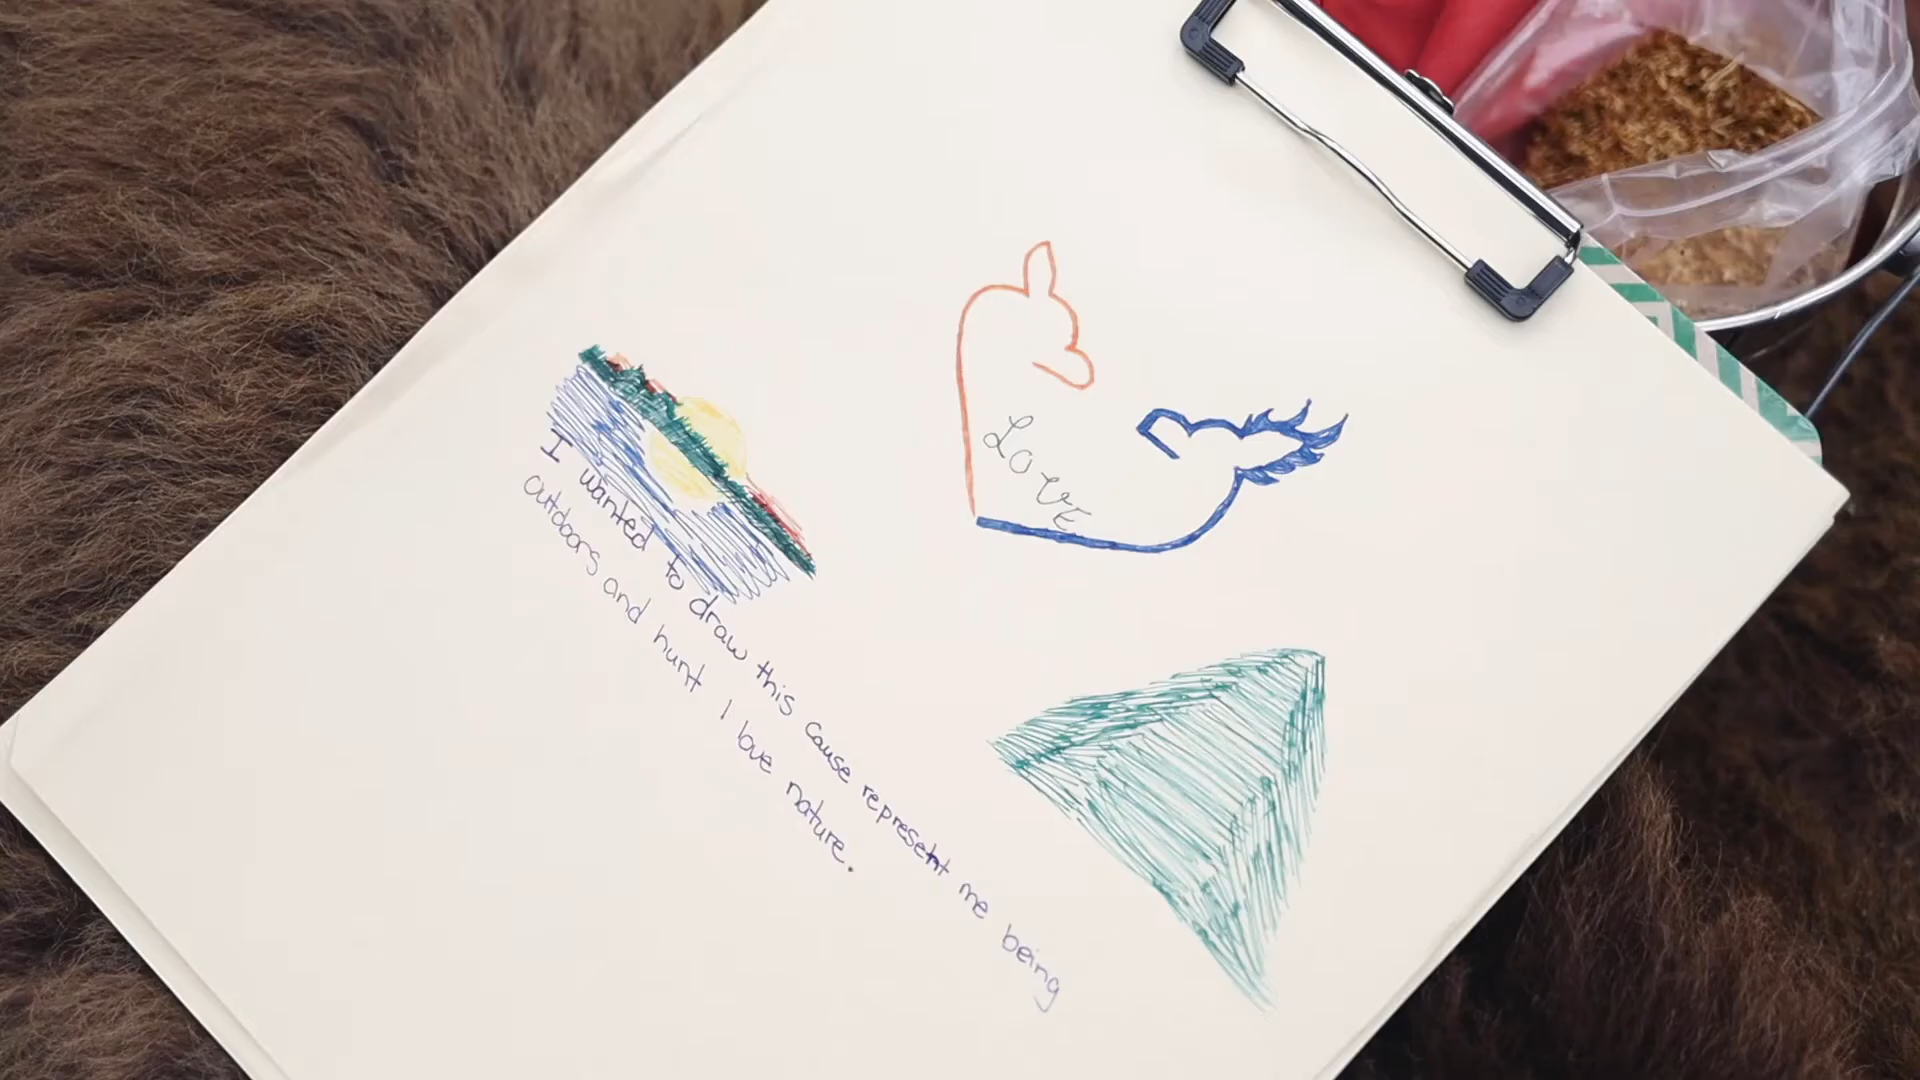 LOVE
I wanted to draw this cause represent me being
outdoors and hunt I love nature.